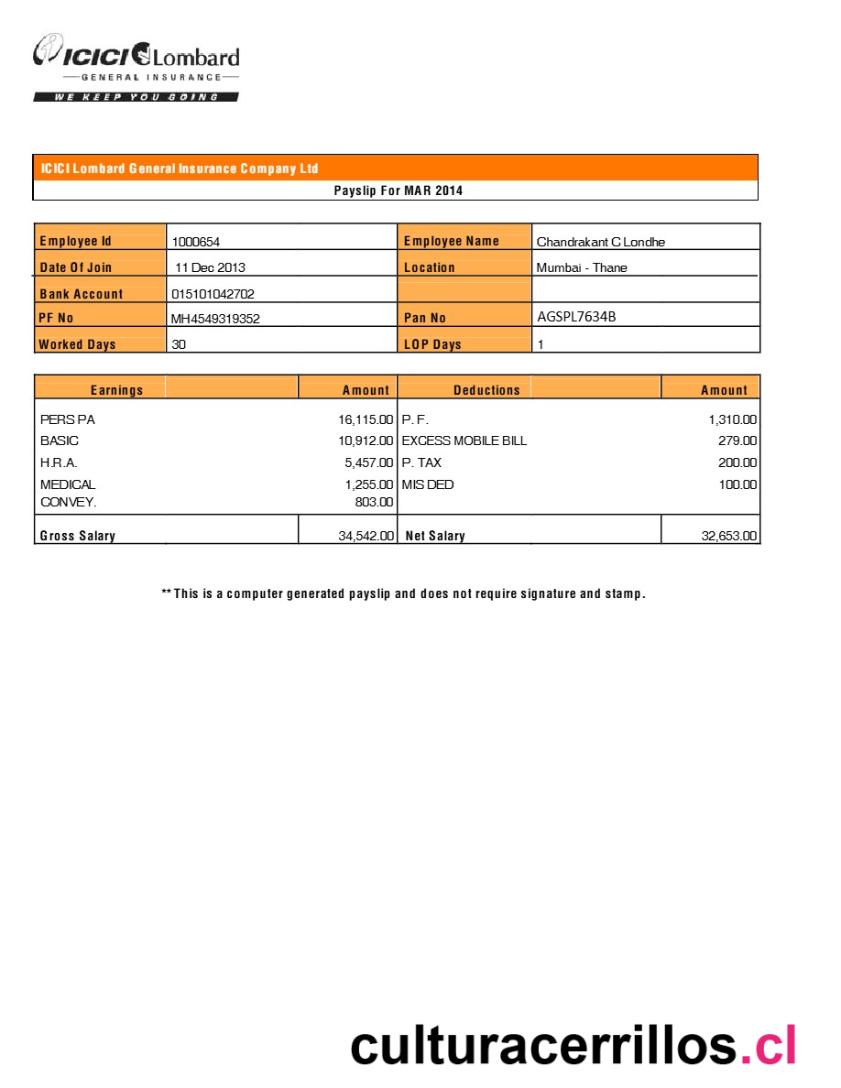 ICICI Lombard
GENERAL INSURANCE
WE KEEP YOU GOING
ICICI Lombard General Insurance Company Ltd
Payslip For MAR 2014
Employee Id 1000654 Employee Name Chandrakant C Londhe
Date Of Join 11 Dec 2013 Location Mumbai - Thane
Bank Account 015101042702
PF No MH4549319352 Pan No AGSPL7634B
Worked Days 30 LOP Days 1
Earnings Amount Deductions Amount
PERS PA 16,115.00 P. F. 1,310.00
BASIC 10,912.00 EXCESS MOBILE BILL 279.00
H.R.A. 5,457.00 P. TAX 200.00
MEDICAL 1,255.00 MIS DED 100.00
CONVEY. 803.00
Gross Salary 34,542.00 Net Salary 32,653.00
** This is a computer generated payslip and does not require signature and stamp.
culturacerrillos.cl